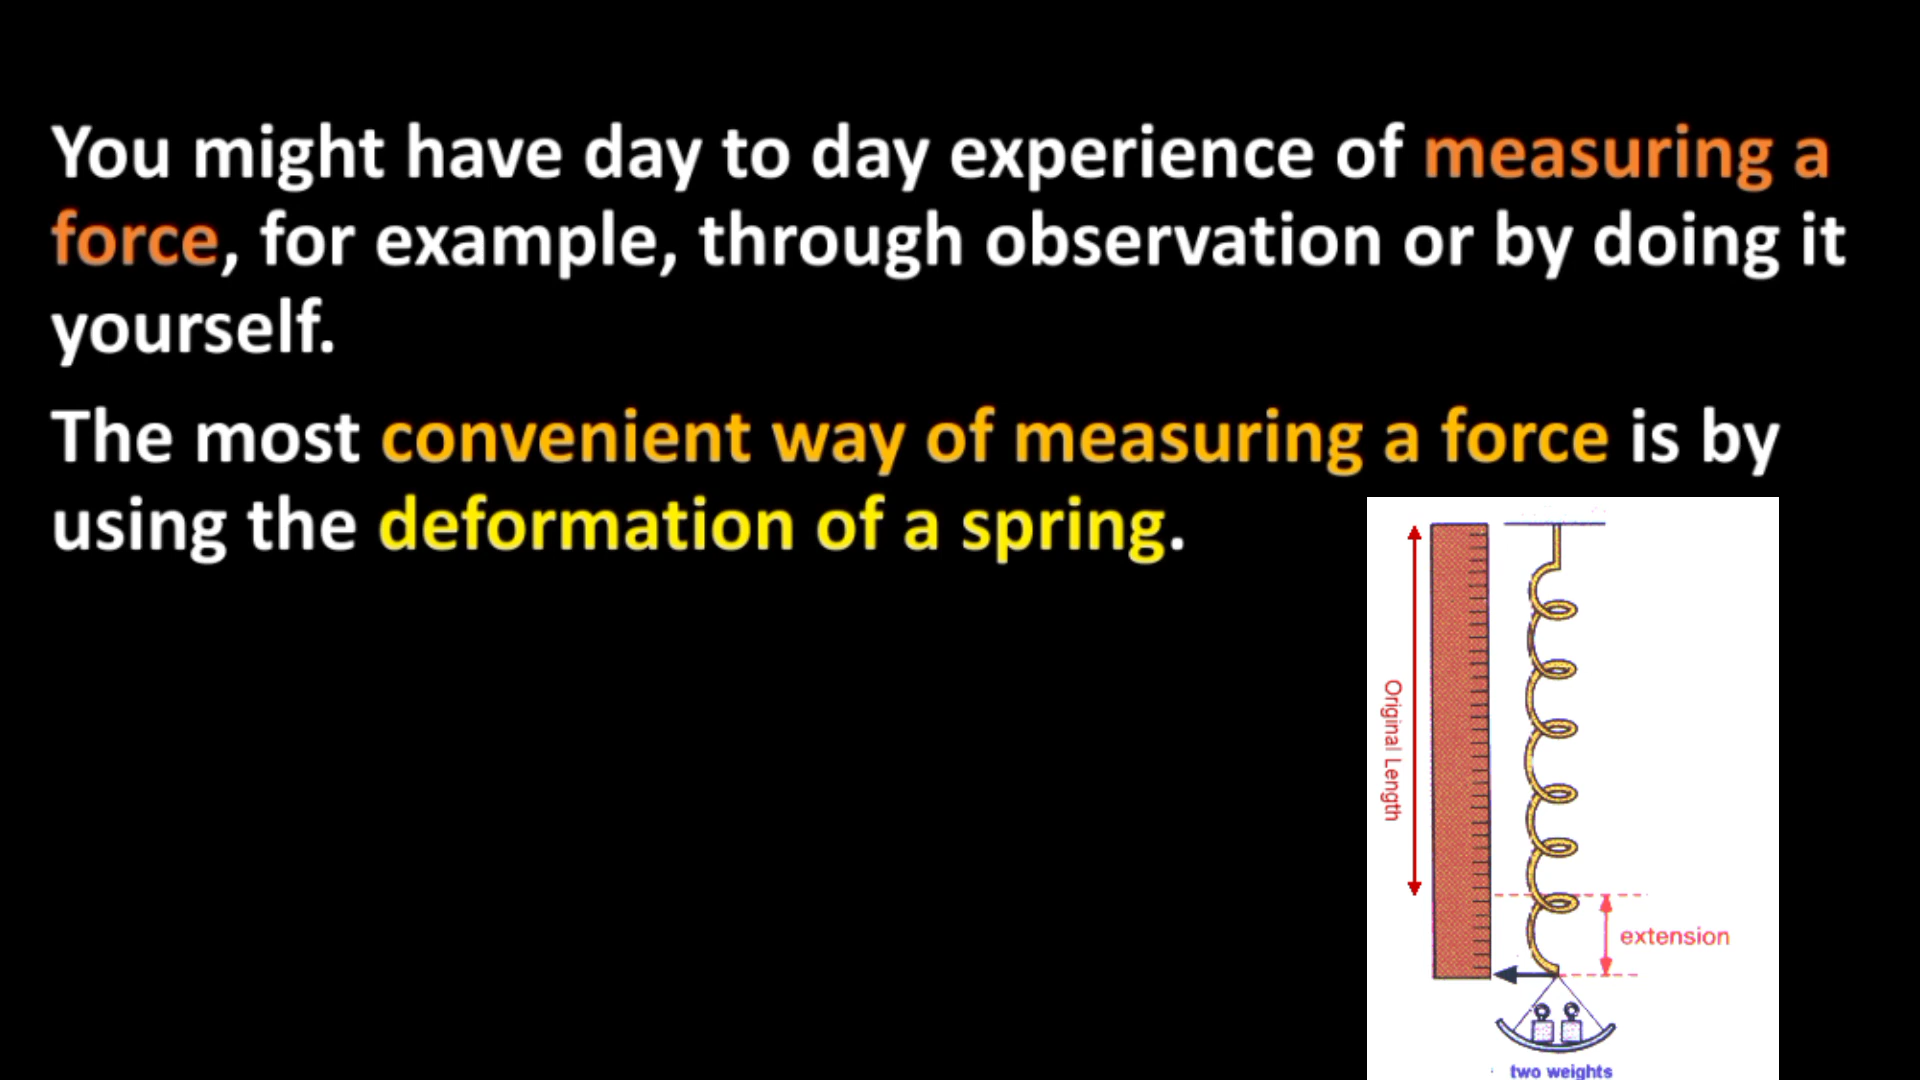 You might have day to day experience of measuring a
force, for example, through observation or by doing it
yourself.
The most convenient way of measuring a force is by
using the deformation of a spring.
Original Length
extension
two weights